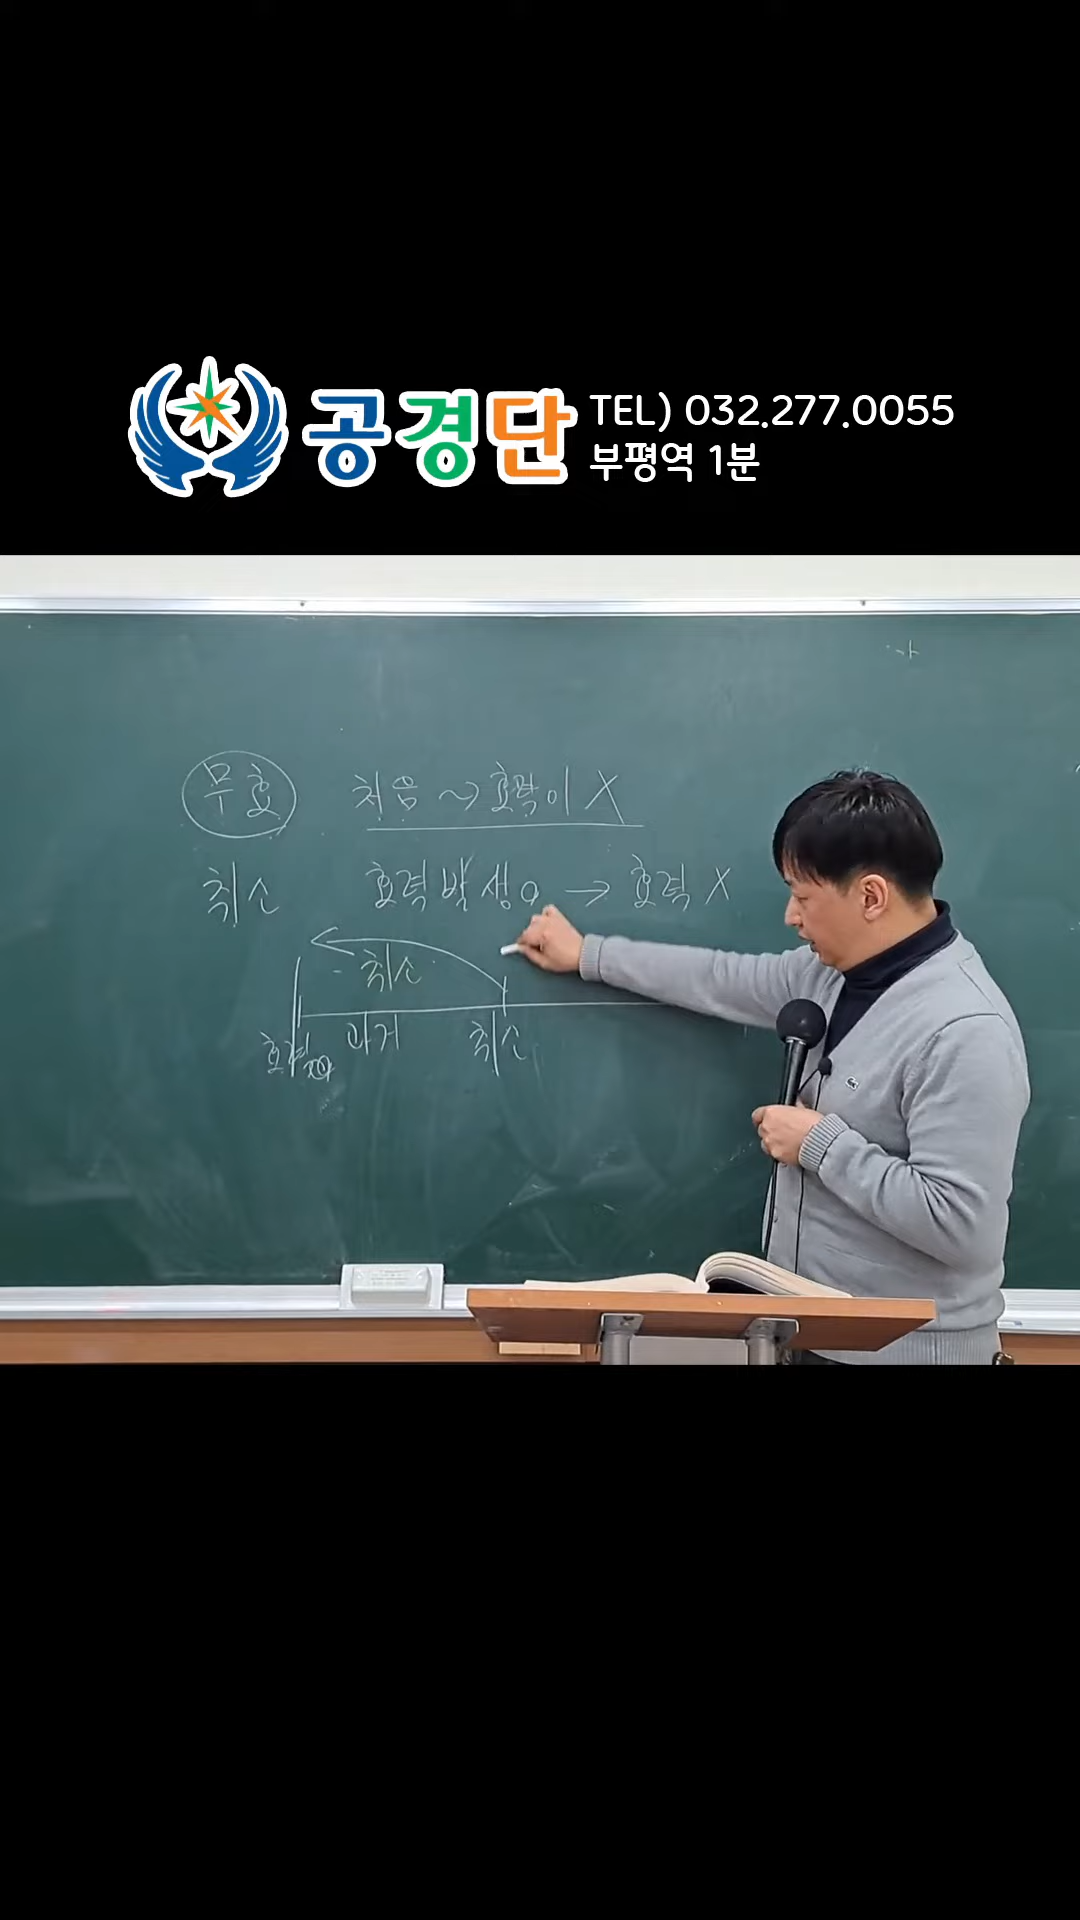 공경단
TEL) 032.277.0055
부평역 1분
무효 처음 ~> 효력이 X
취소 효력발생o → 효력 X
취소
효력 과거 취소